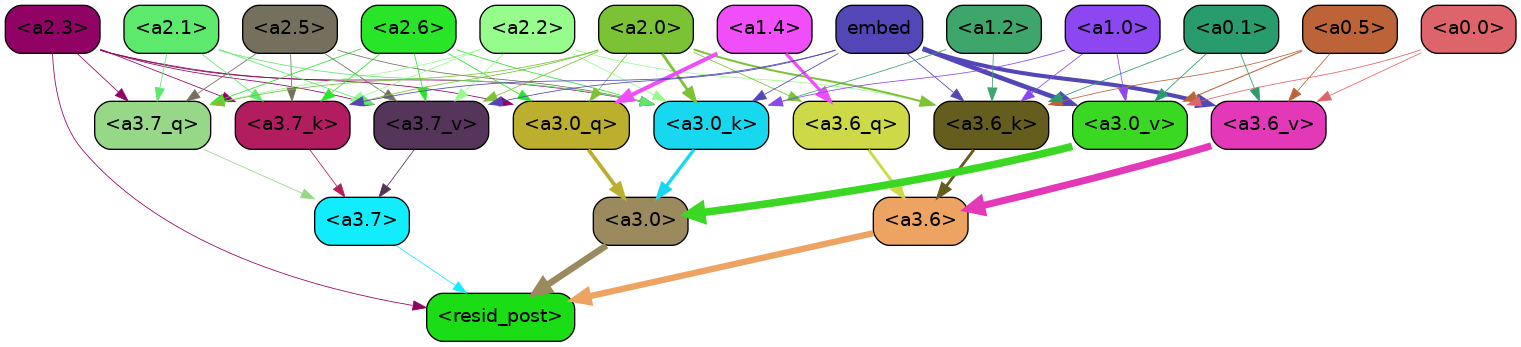 <a2.3> <a2.1> <a2.5> <a2.6> <a2.2> <a2.0> <a1.4> embed <a1.2> <a1.0> <a0.1> <a0.5> <a0.0>
<a3.7_q> <a3.7_k> <a3.7_v> <a3.0_q> <a3.0_k> <a3.6_q> <a3.6_k> <a3.0_v> <a3.6_v>
<a3.7> <a3.0> <a3.6>
<resid_post>